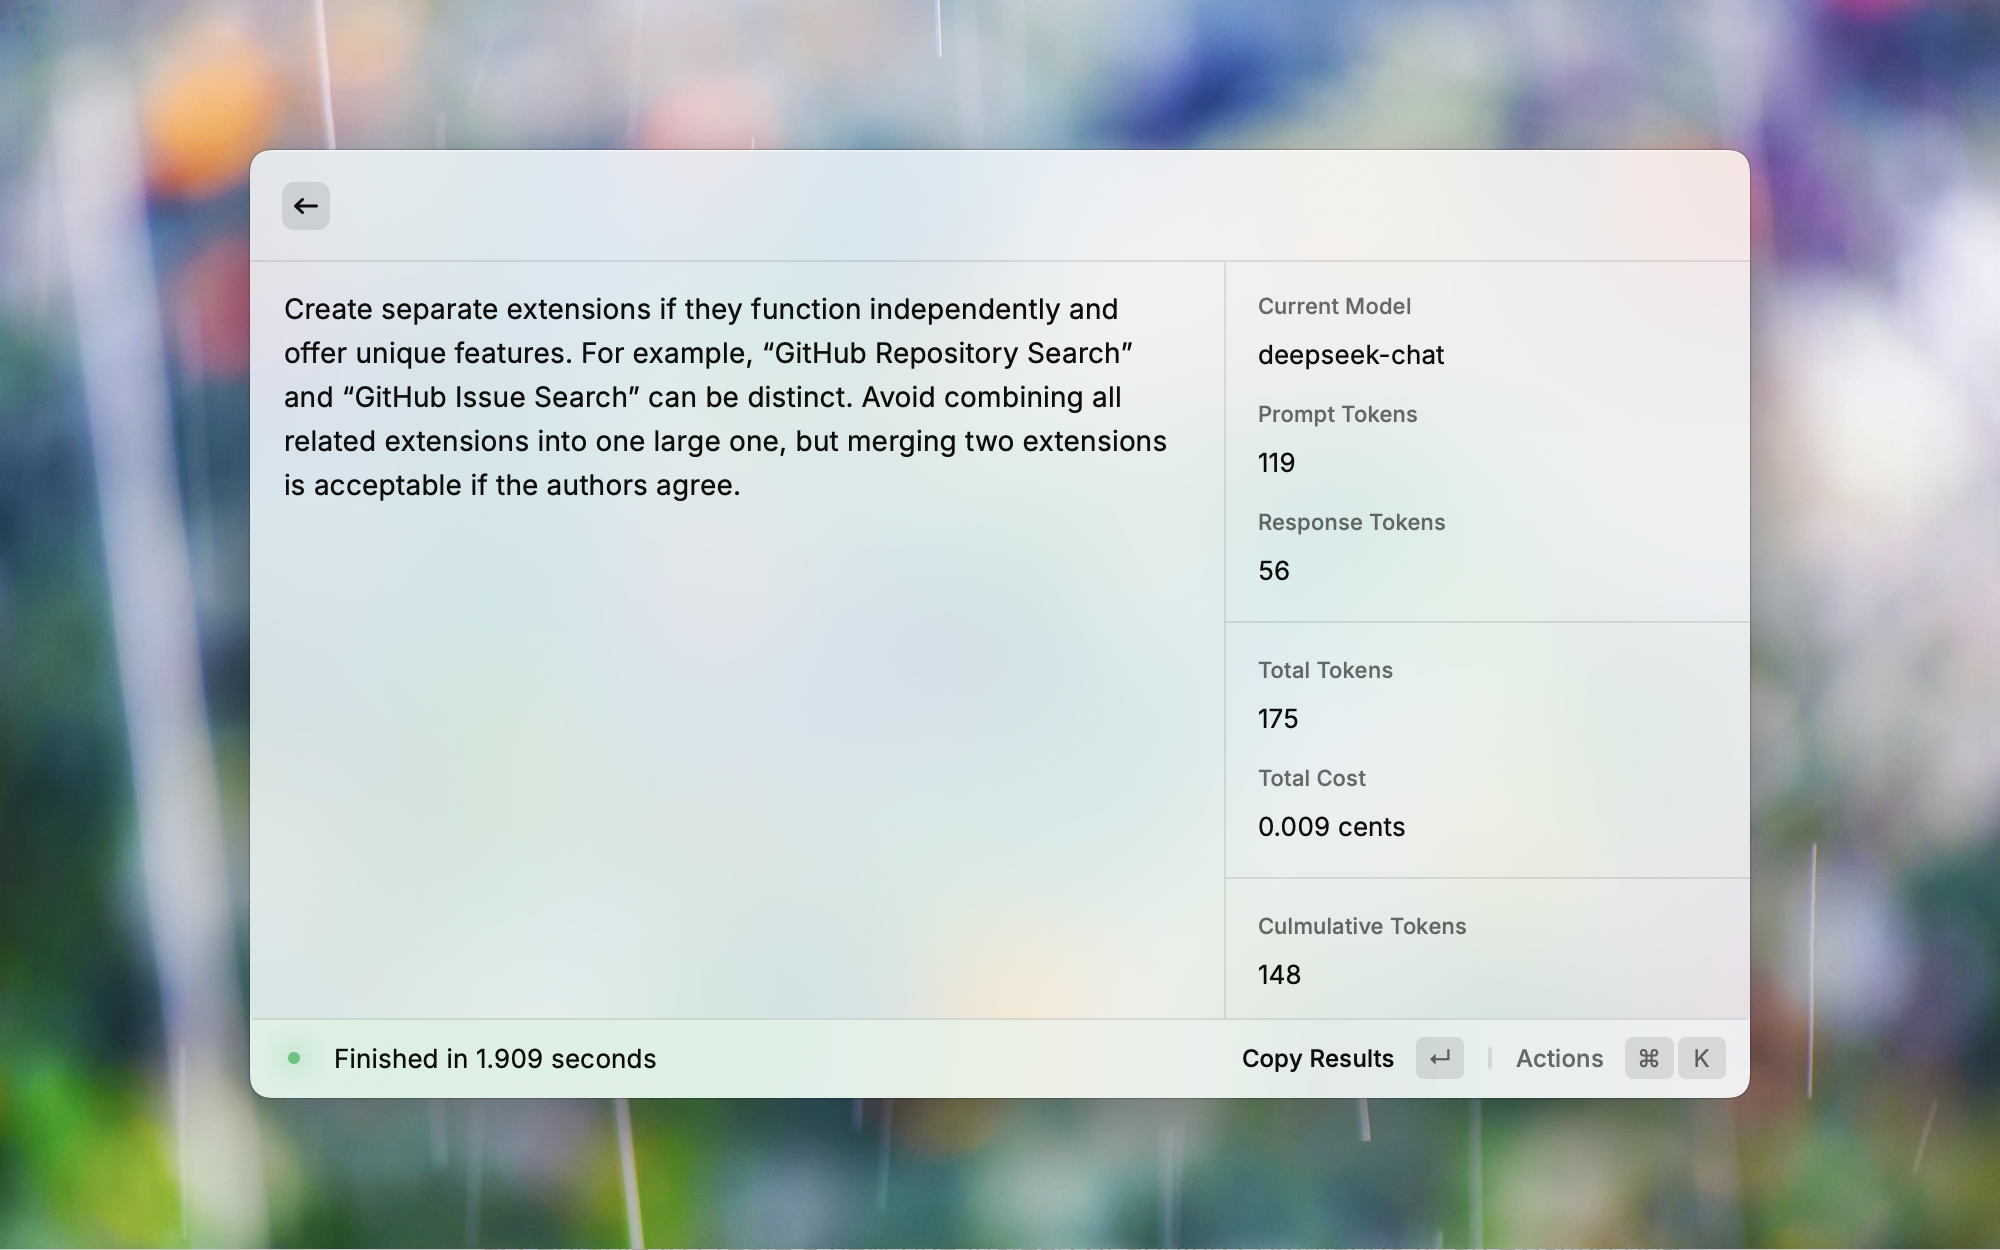 Create separate extensions if they function independently and
offer unique features. For example, “GitHub Repository Search”
and “GitHub Issue Search” can be distinct. Avoid combining all
related extensions into one large one, but merging two extensions
is acceptable if the authors agree.
Current Model
deepseek-chat
Prompt Tokens
119
Response Tokens
56
Total Tokens
175
Total Cost
0.009 cents
Culmulative Tokens
148
Finished in 1.909 seconds
Copy Results ↵ | Actions ⌘ K